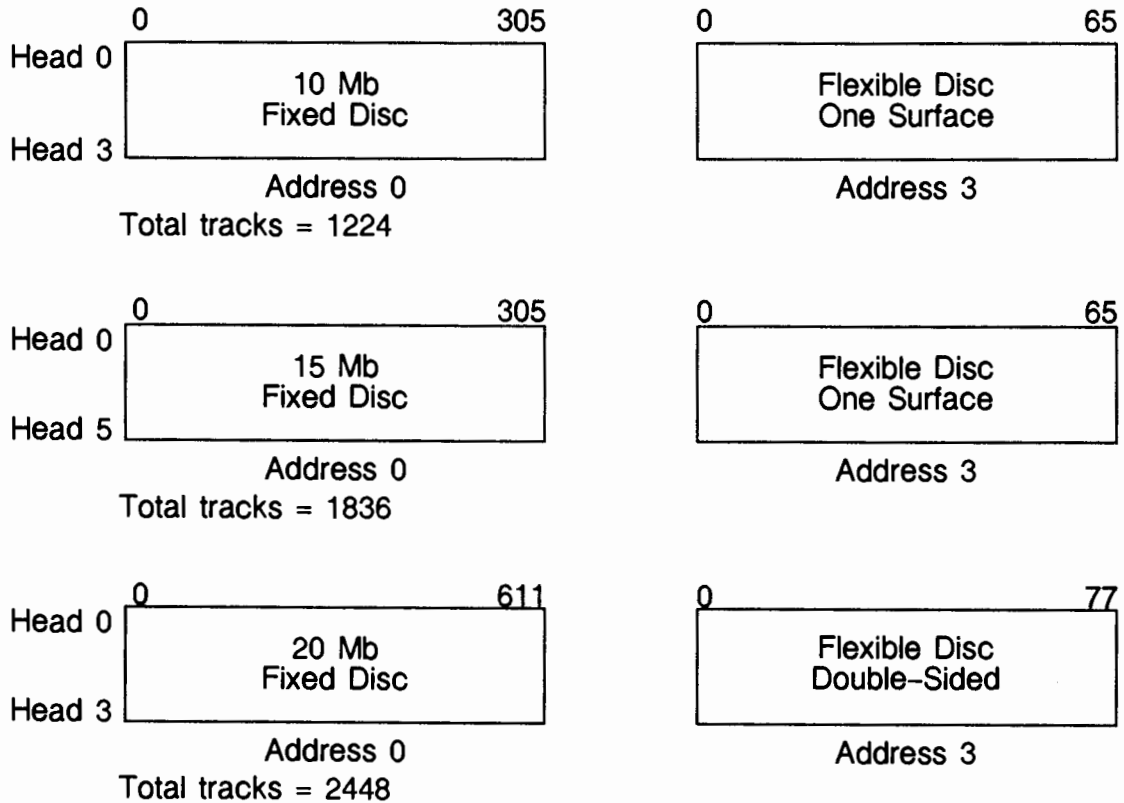 0 305
Head 0
10 Mb
Fixed Disc
Head 3
Address 0
Total tracks = 1224
0 65
Flexible Disc
One Surface
Address 3
0 305
Head 0
15 Mb
Fixed Disc
Head 5
Address 0
Total tracks = 1836
0 65
Flexible Disc
One Surface
Address 3
0 611
Head 0
20 Mb
Fixed Disc
Head 3
Address 0
Total tracks = 2448
0 77
Flexible Disc
Double-Sided
Address 3